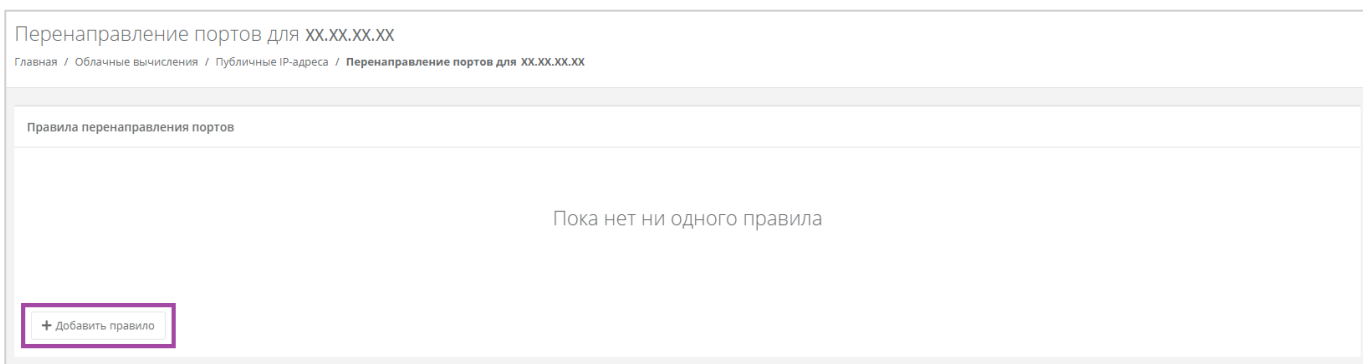 Перенаправление портов для XX.XX.XX.XX
Главная / Облачные вычисления / Публичные IP-адреса / Перенаправление портов для XX.XX.XX.XX
Правила перенаправления портов
Пока нет ни одного правила
+ Добавить правило